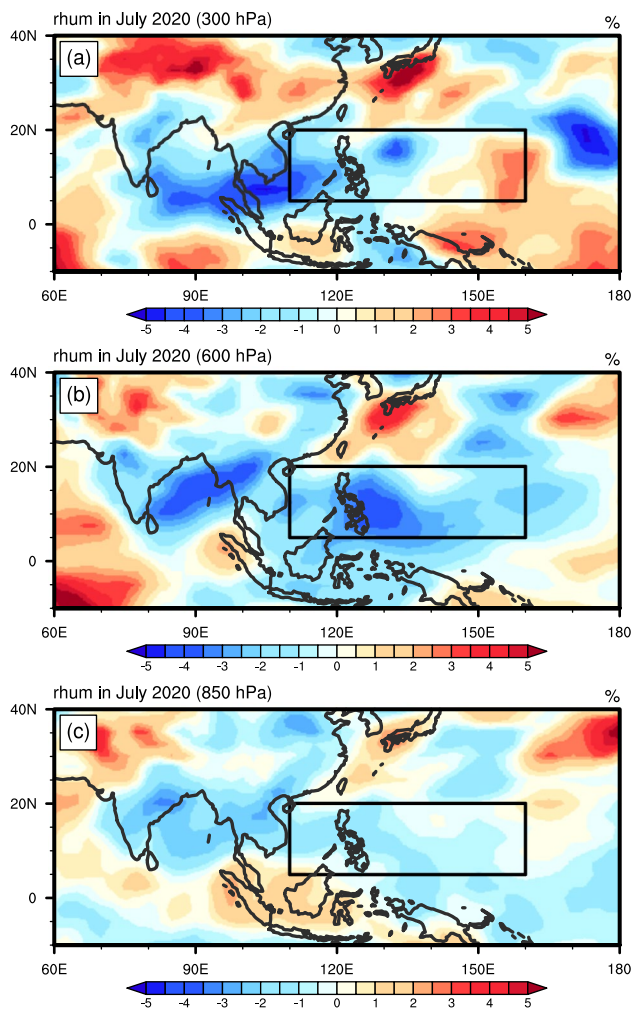 rhum in July 2020 (300 hPa) %
(a)
40N
20N
0
60E 90E 120E 150E 180
-5 -4 -3 -2 -1 0 1 2 3 4 5
rhum in July 2020 (600 hPa) %
(b)
40N
20N
0
60E 90E 120E 150E 180
-5 -4 -3 -2 -1 0 1 2 3 4 5
rhum in July 2020 (850 hPa) %
(c)
40N
20N
0
60E 90E 120E 150E 180
-5 -4 -3 -2 -1 0 1 2 3 4 5